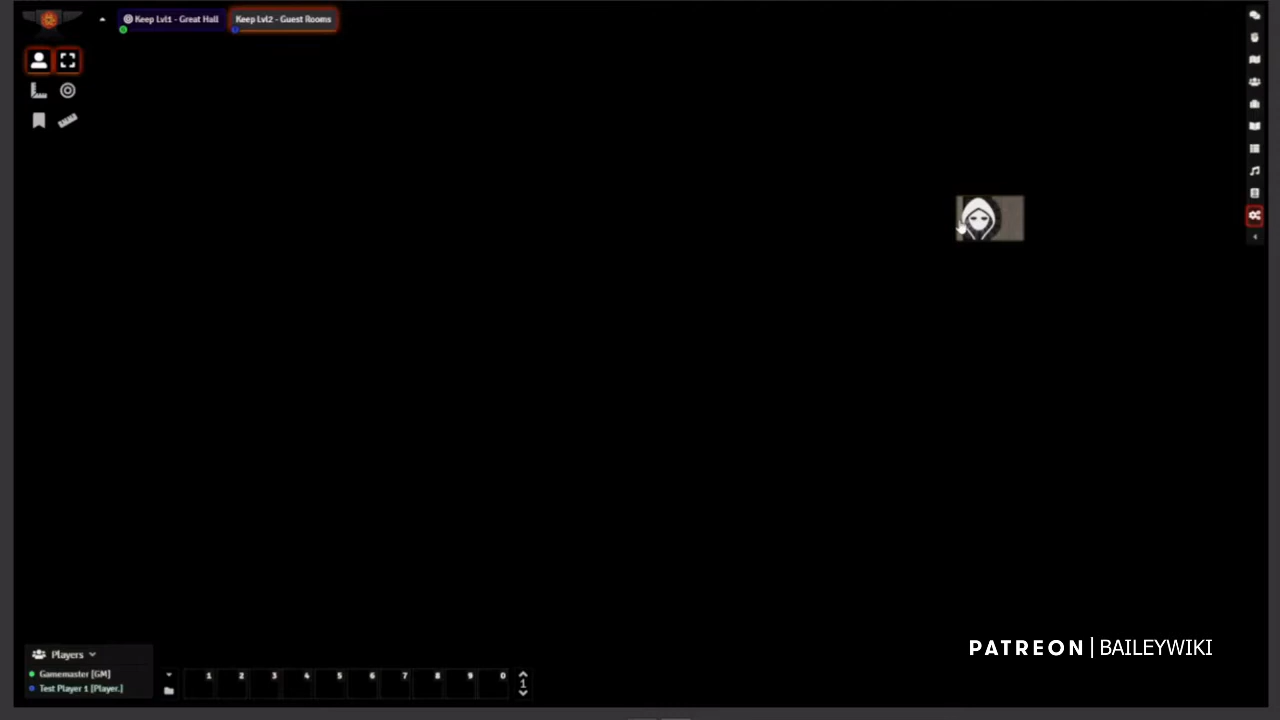 Keep Lvl1 - Great Hall
Keep Lvl2 - Guest Rooms
PATREON | BAILEYWIKI
Players
Gamemaster [GM]
Test Player 1 [Player.]
1 2 3 4 5 6 7 8 9 0
1